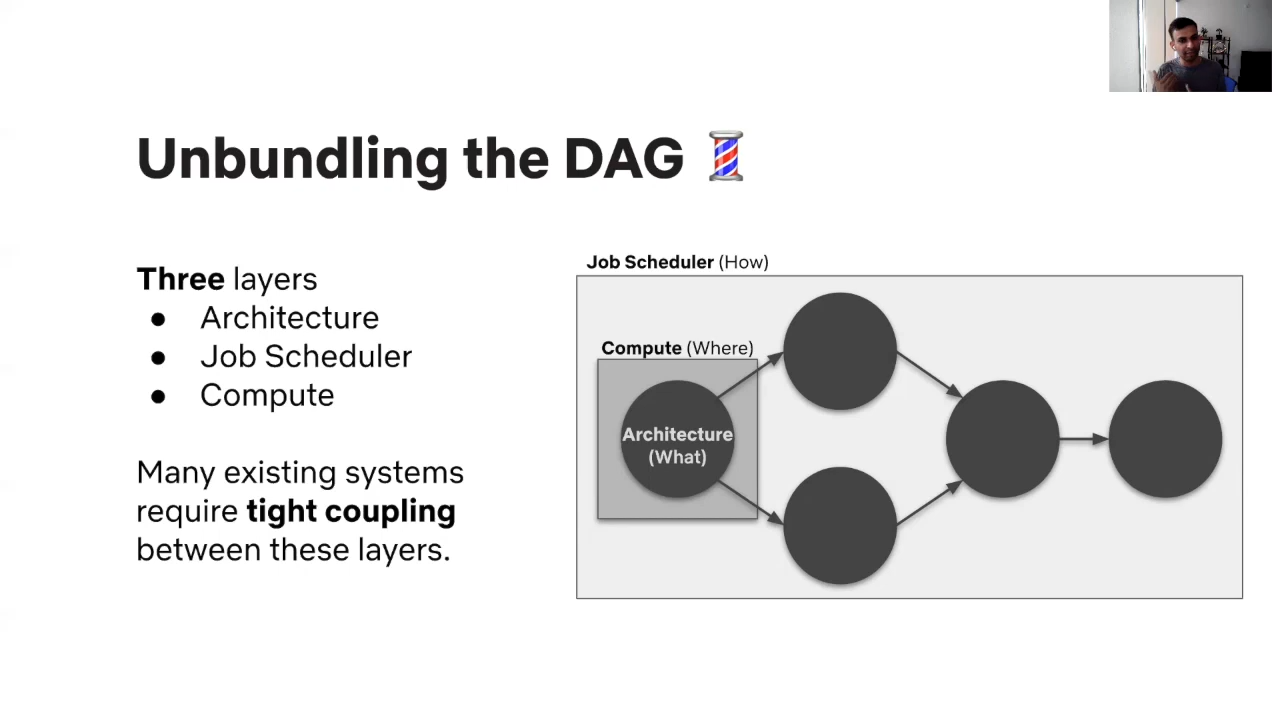 Unbundling the DAG 💈
Three layers
● Architecture
● Job Scheduler
● Compute
Many existing systems
require tight coupling
between these layers.
Job Scheduler (How)
Compute (Where)
Architecture
(What)